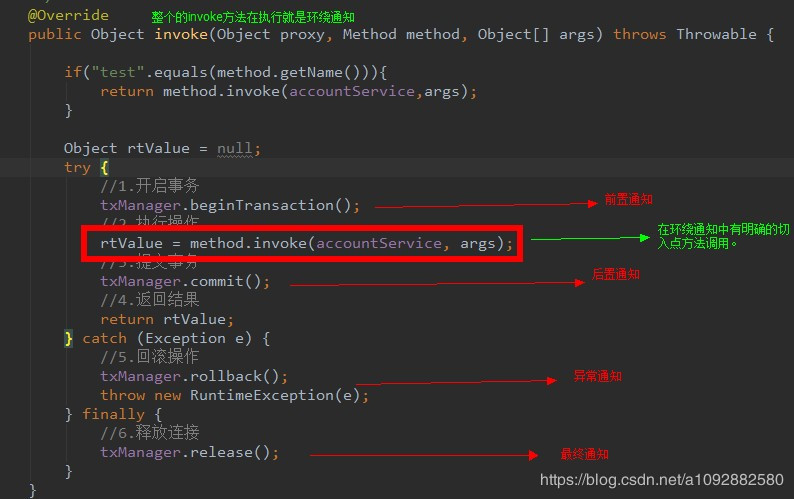 @Override 整个的invoke方法在执行就是环绕通知
public Object invoke(Object proxy, Method method, Object[] args) throws Throwable {
if("test".equals(method.getName())){
return method.invoke(accountService,args);
}
Object rtValue = null;
try {
//1.开启事务
txManager.beginTransaction(); 前置通知
//2.执行操作
rtValue = method.invoke(accountService, args); 在环绕通知中有明确的切
入点方法调用。
//3.提交事务
txManager.commit(); 后置通知
//4.返回结果
return rtValue;
} catch (Exception e) {
//5.回滚操作
txManager.rollback(); 异常通知
throw new RuntimeException(e);
} finally {
//6.释放连接
txManager.release(); 最终通知
}
}
https://blog.csdn.net/a1092882580